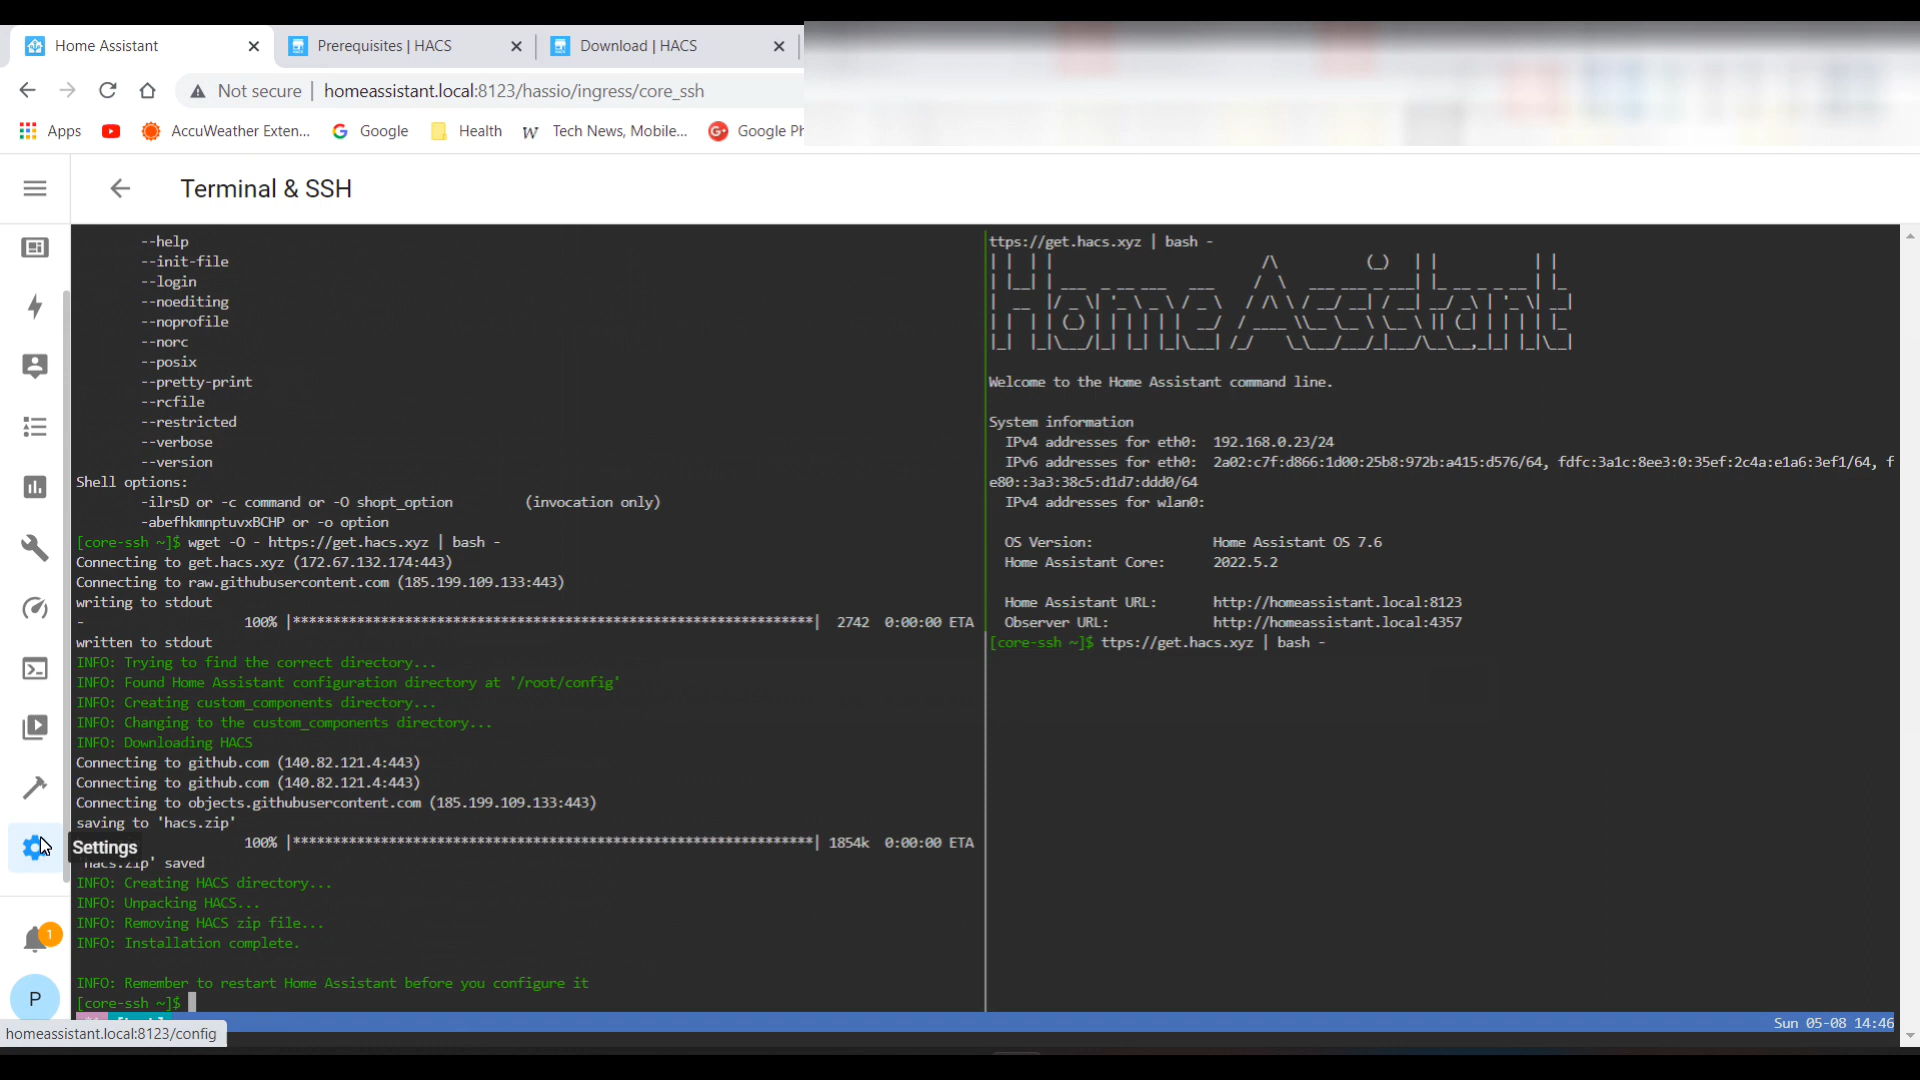 Home Assistant
Prerequisites | HACS
Download | HACS
Not secure | homeassistant.local:8123/hassio/ingress/core_ssh
Apps
AccuWeather Exten...
Google
Health
Tech News, Mobile...
Google Ph
Terminal & SSH
--help
--init-file
--login
--noediting
--noprofile
--norc
--posix
--pretty-print
--rcfile
--restricted
--verbose
--version
Shell options:
-ilrsD or -c command or -O shopt_option (invocation only)
-abefhkmnptuvxBCHP or -o option
[core-ssh ~]$ wget -O - https://get.hacs.xyz | bash -
Connecting to get.hacs.xyz (172.67.132.174:443)
Connecting to raw.githubusercontent.com (185.199.109.133:443)
writing to stdout
- 100% |*****************************************************************| 2742 0:00:00 ETA
written to stdout
INFO: Trying to find the correct directory...
INFO: Found Home Assistant configuration directory at '/root/config'
INFO: Creating custom_components directory...
INFO: Changing to the custom_components directory...
INFO: Downloading HACS
Connecting to github.com (140.82.121.4:443)
Connecting to github.com (140.82.121.4:443)
Connecting to objects.githubusercontent.com (185.199.109.133:443)
saving to 'hacs.zip'
100% |*****************************************************************| 1854k 0:00:00 ETA
'hacs.zip' saved
INFO: Creating HACS directory...
INFO: Unpacking HACS...
INFO: Removing HACS zip file...
INFO: Installation complete.
INFO: Remember to restart Home Assistant before you configure it
[core-ssh ~]$
ttps://get.hacs.xyz | bash -
Home Assistant
Welcome to the Home Assistant command line.
System information
IPv4 addresses for eth0: 192.168.0.23/24
IPv6 addresses for eth0: 2a02:c7f:d866:1d00:25b8:972b:a415:d576/64, fdfc:3a1c:8ee3:0:35ef:2c4a:e1a6:3ef1/64, f
e80::3a3:38c5:d1d7:ddd0/64
IPv4 addresses for wlan0:
OS Version: Home Assistant OS 7.6
Home Assistant Core: 2022.5.2
Home Assistant URL: http://homeassistant.local:8123
Observer URL: http://homeassistant.local:4357
[core-ssh ~]$ ttps://get.hacs.xyz | bash -
Settings
1
P
homeassistant.local:8123/config
Sun 05-08 14:46